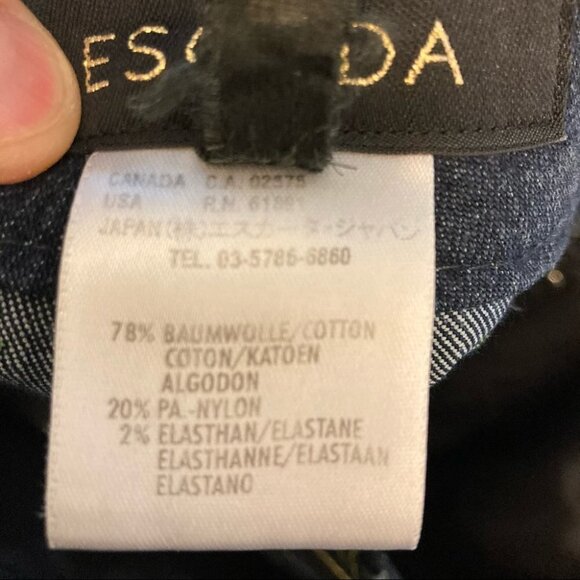 ES DA
CANADA C.A. 02576
USA R.N.
JAPAN(株)エスカーダ・ジャパン
TEL. 03-5786-6860
78% BAUMWOLLE/COTTON
COTON/KATOEN
ALGODON
20% PA.-NYLON
2% ELASTHAN/ELASTANE
ELASTHANNE/ELASTAAN
ELASTANO